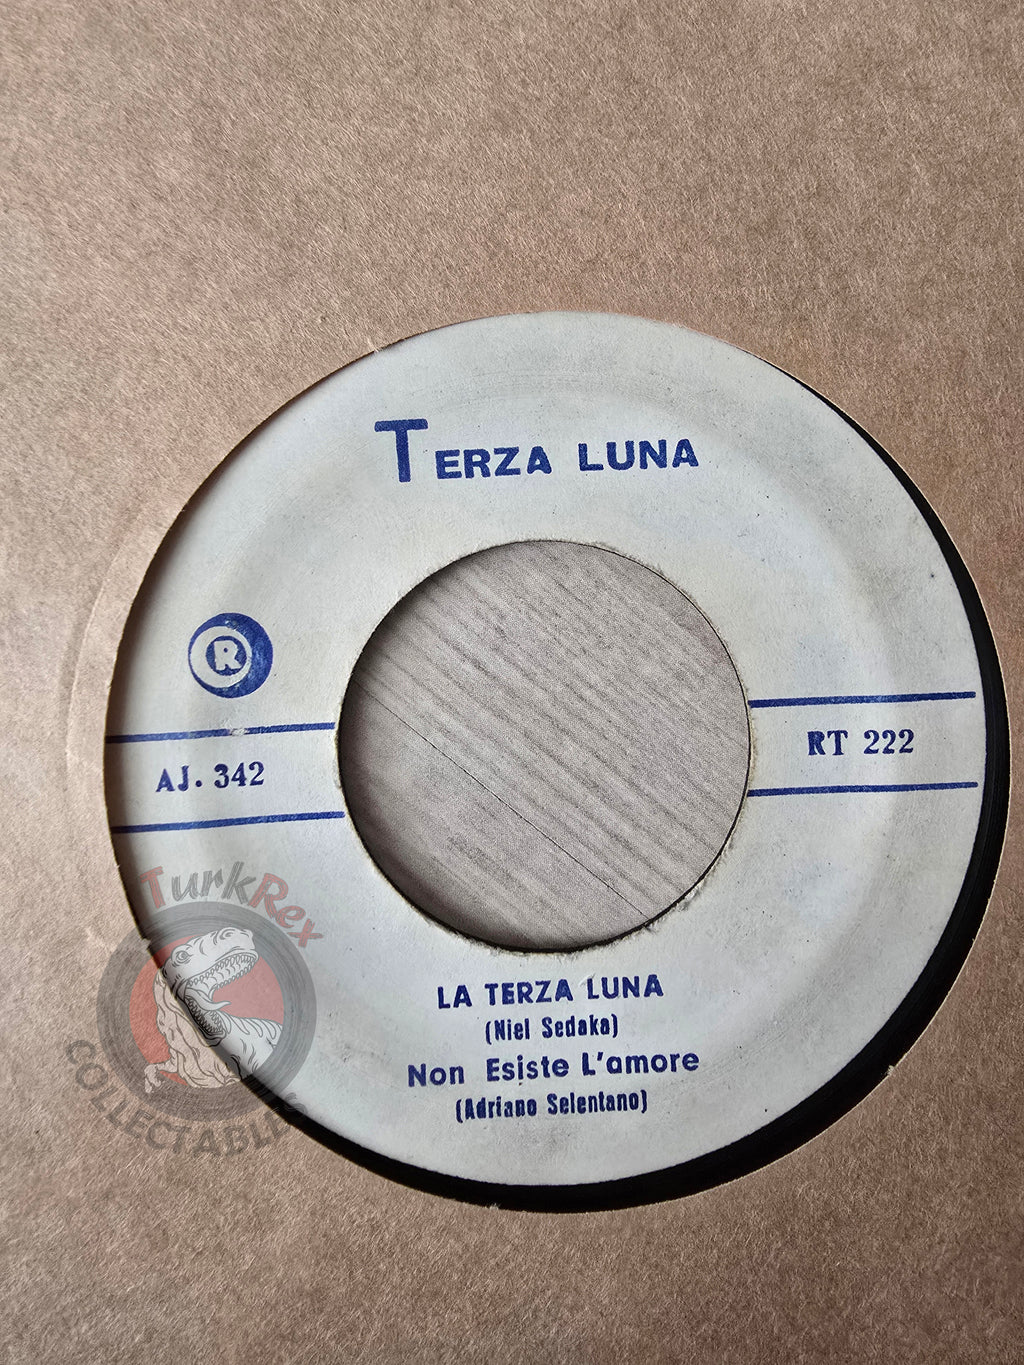 TERZA LUNA
R
AJ. 342
RT 222
LA TERZA LUNA
(Niel Sedaka)
Non Esiste L'amore
(Adriano Selentano)
TurkRex
COLLECTABLES